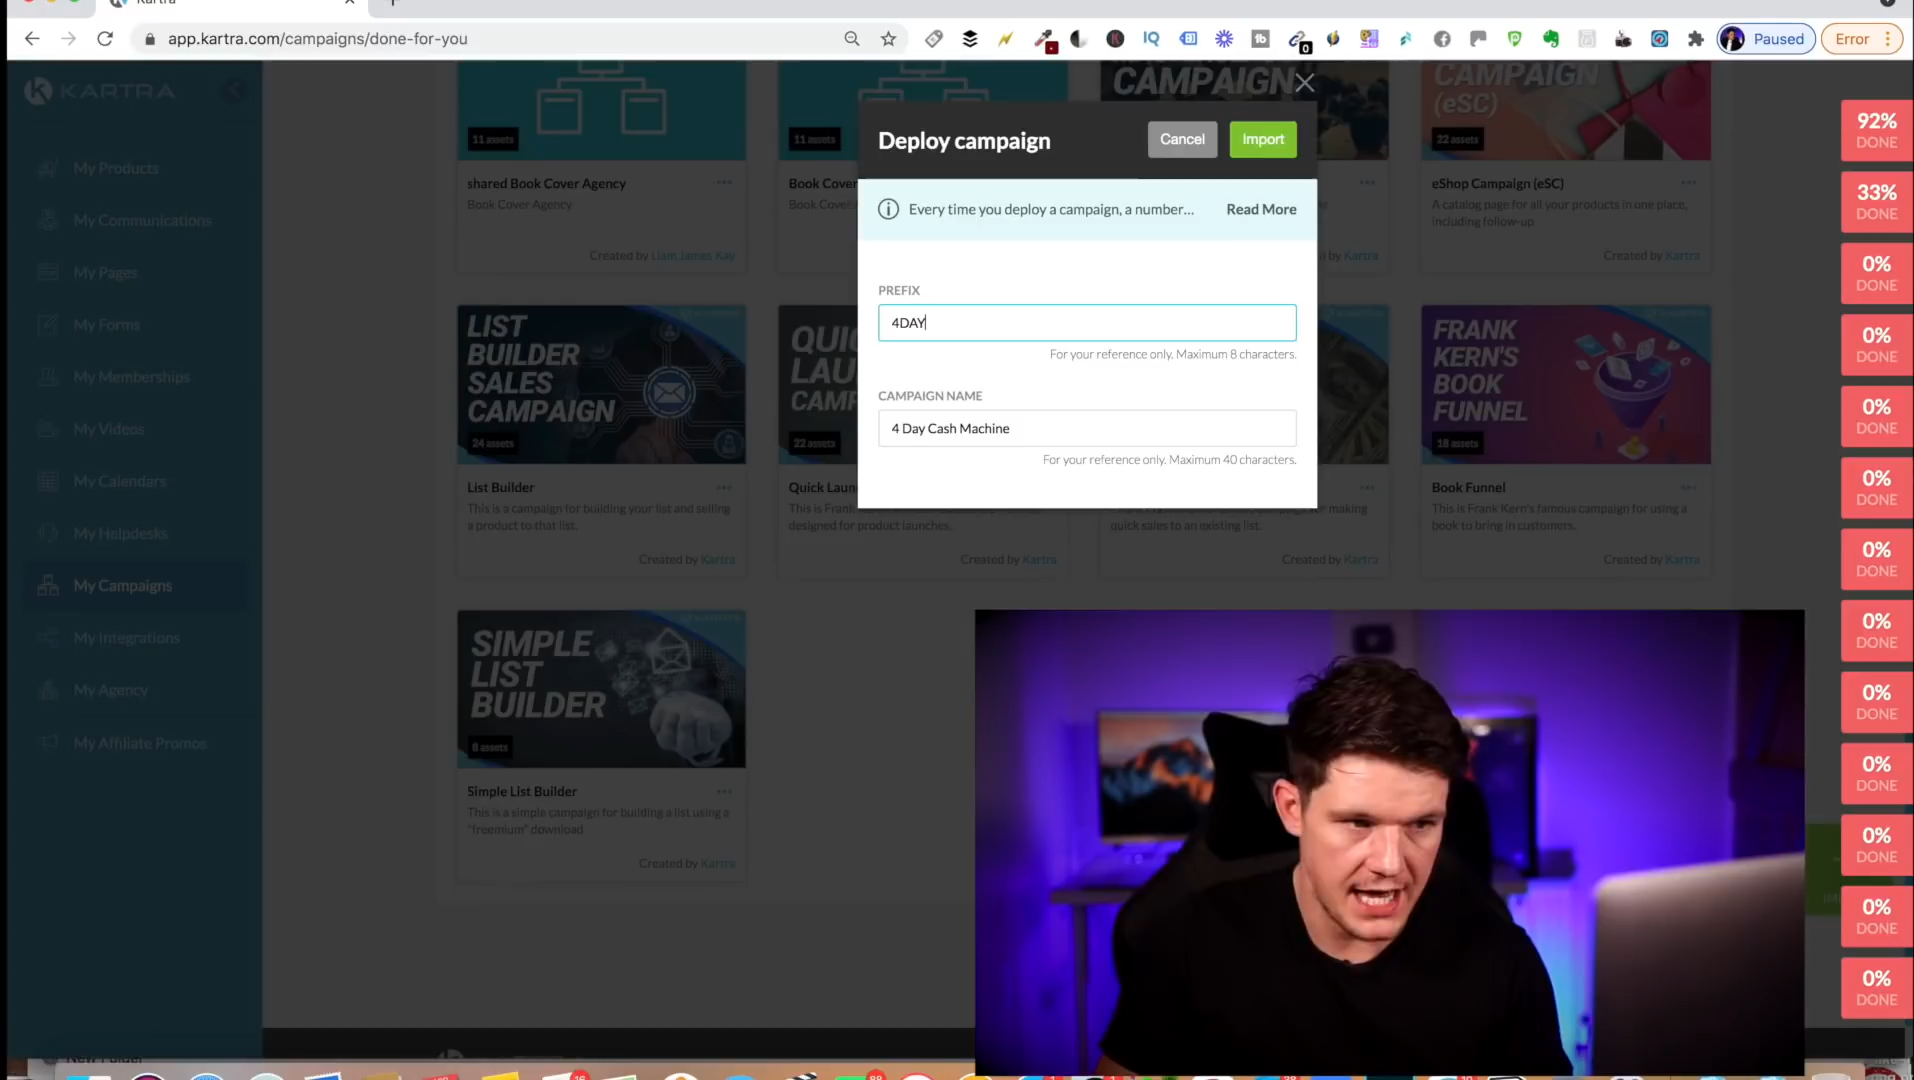 Kartra
app.kartra.com/campaigns/done-for-you
Paused
Error
KARTRA
My Products
My Communications
My Pages
My Forms
My Memberships
My Videos
My Calendars
My Helpdesks
My Campaigns
My Integrations
My Agency
My Affiliate Promos
11 assets
shared Book Cover Agency
Book Cover Agency
Created by Liam James Kay
11 assets
CAMPAIGN
by Kartra
CAMPAIGN
(eSC)
22 assets
eShop Campaign (eSC)
A catalog page for all your products in one place,
including follow-up
Created by Kartra
Deploy campaign
Cancel
Import
Every time you deploy a campaign, a number...
Read More
PREFIX
4DAY
For your reference only. Maximum 8 characters.
CAMPAIGN NAME
4 Day Cash Machine
For your reference only. Maximum 40 characters.
LIST
BUILDER
SALES
CAMPAIGN
24 assets
List Builder
This is a campaign for building your list and selling
a product to that list.
Created by Kartra
22 assets
designed for product launches.
Created by Kartra
making
quick sales to an existing list.
Created by Kartra
FRANK
KERN'S
BOOK
FUNNEL
18 assets
Book Funnel
This is Frank Kern's famous campaign for using a
book to bring in customers.
Created by Kartra
SIMPLE
LIST
BUILDER
8 assets
Simple List Builder
This is a simple campaign for building a list using a
"freemium" download
Created by Kartra
92%
DONE
33%
DONE
0%
DONE
0%
DONE
0%
DONE
0%
DONE
0%
DONE
0%
DONE
0%
DONE
0%
DONE
0%
DONE
0%
DONE
0%
DONE